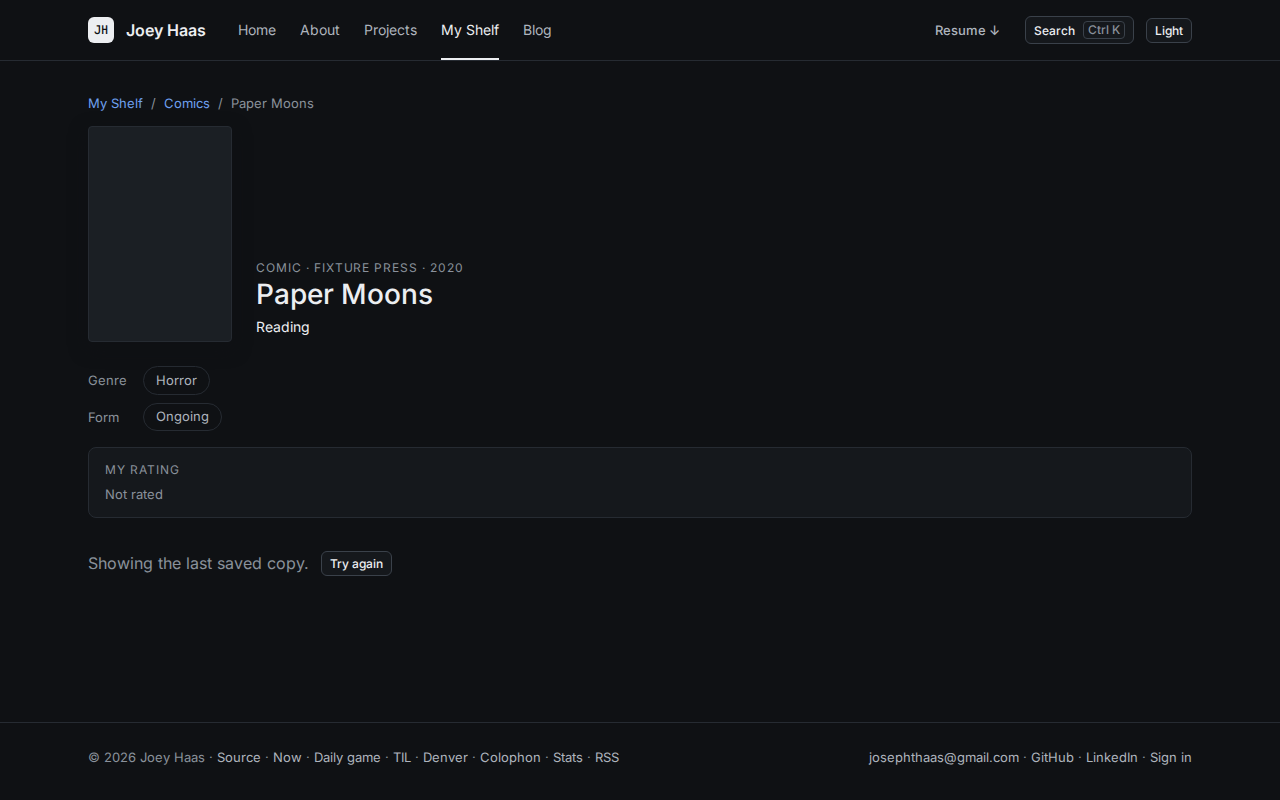 JH Joey Haas Home About Projects My Shelf Blog Resume ↓ Search Ctrl K Light
My Shelf / Comics / Paper Moons
COMIC · FIXTURE PRESS · 2020
Paper Moons
Reading
Genre Horror
Form Ongoing
MY RATING
Not rated
Showing the last saved copy. Try again
© 2026 Joey Haas · Source · Now · Daily game · TIL · Denver · Colophon · Stats · RSS josephthaas@gmail.com · GitHub · LinkedIn · Sign in